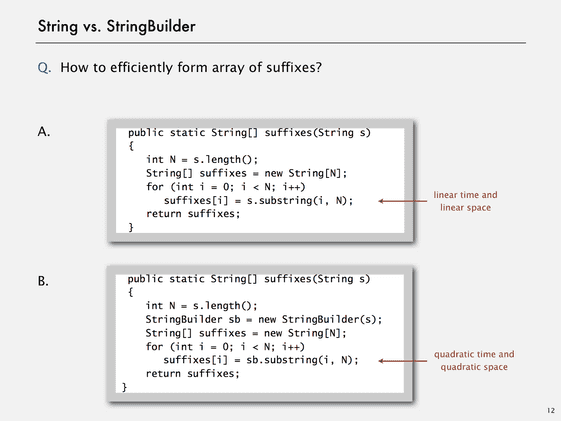 String vs. StringBuilder
Q. How to efficiently form array of suffixes?
A.
public static String[] suffixes(String s)
{
int N = s.length();
String[] suffixes = new String[N];
for (int i = 0; i < N; i++)
suffixes[i] = s.substring(i, N);
return suffixes;
}
linear time and
linear space
B.
public static String[] suffixes(String s)
{
int N = s.length();
StringBuilder sb = new StringBuilder(s);
String[] suffixes = new String[N];
for (int i = 0; i < N; i++)
suffixes[i] = sb.substring(i, N);
return suffixes;
}
quadratic time and
quadratic space
12